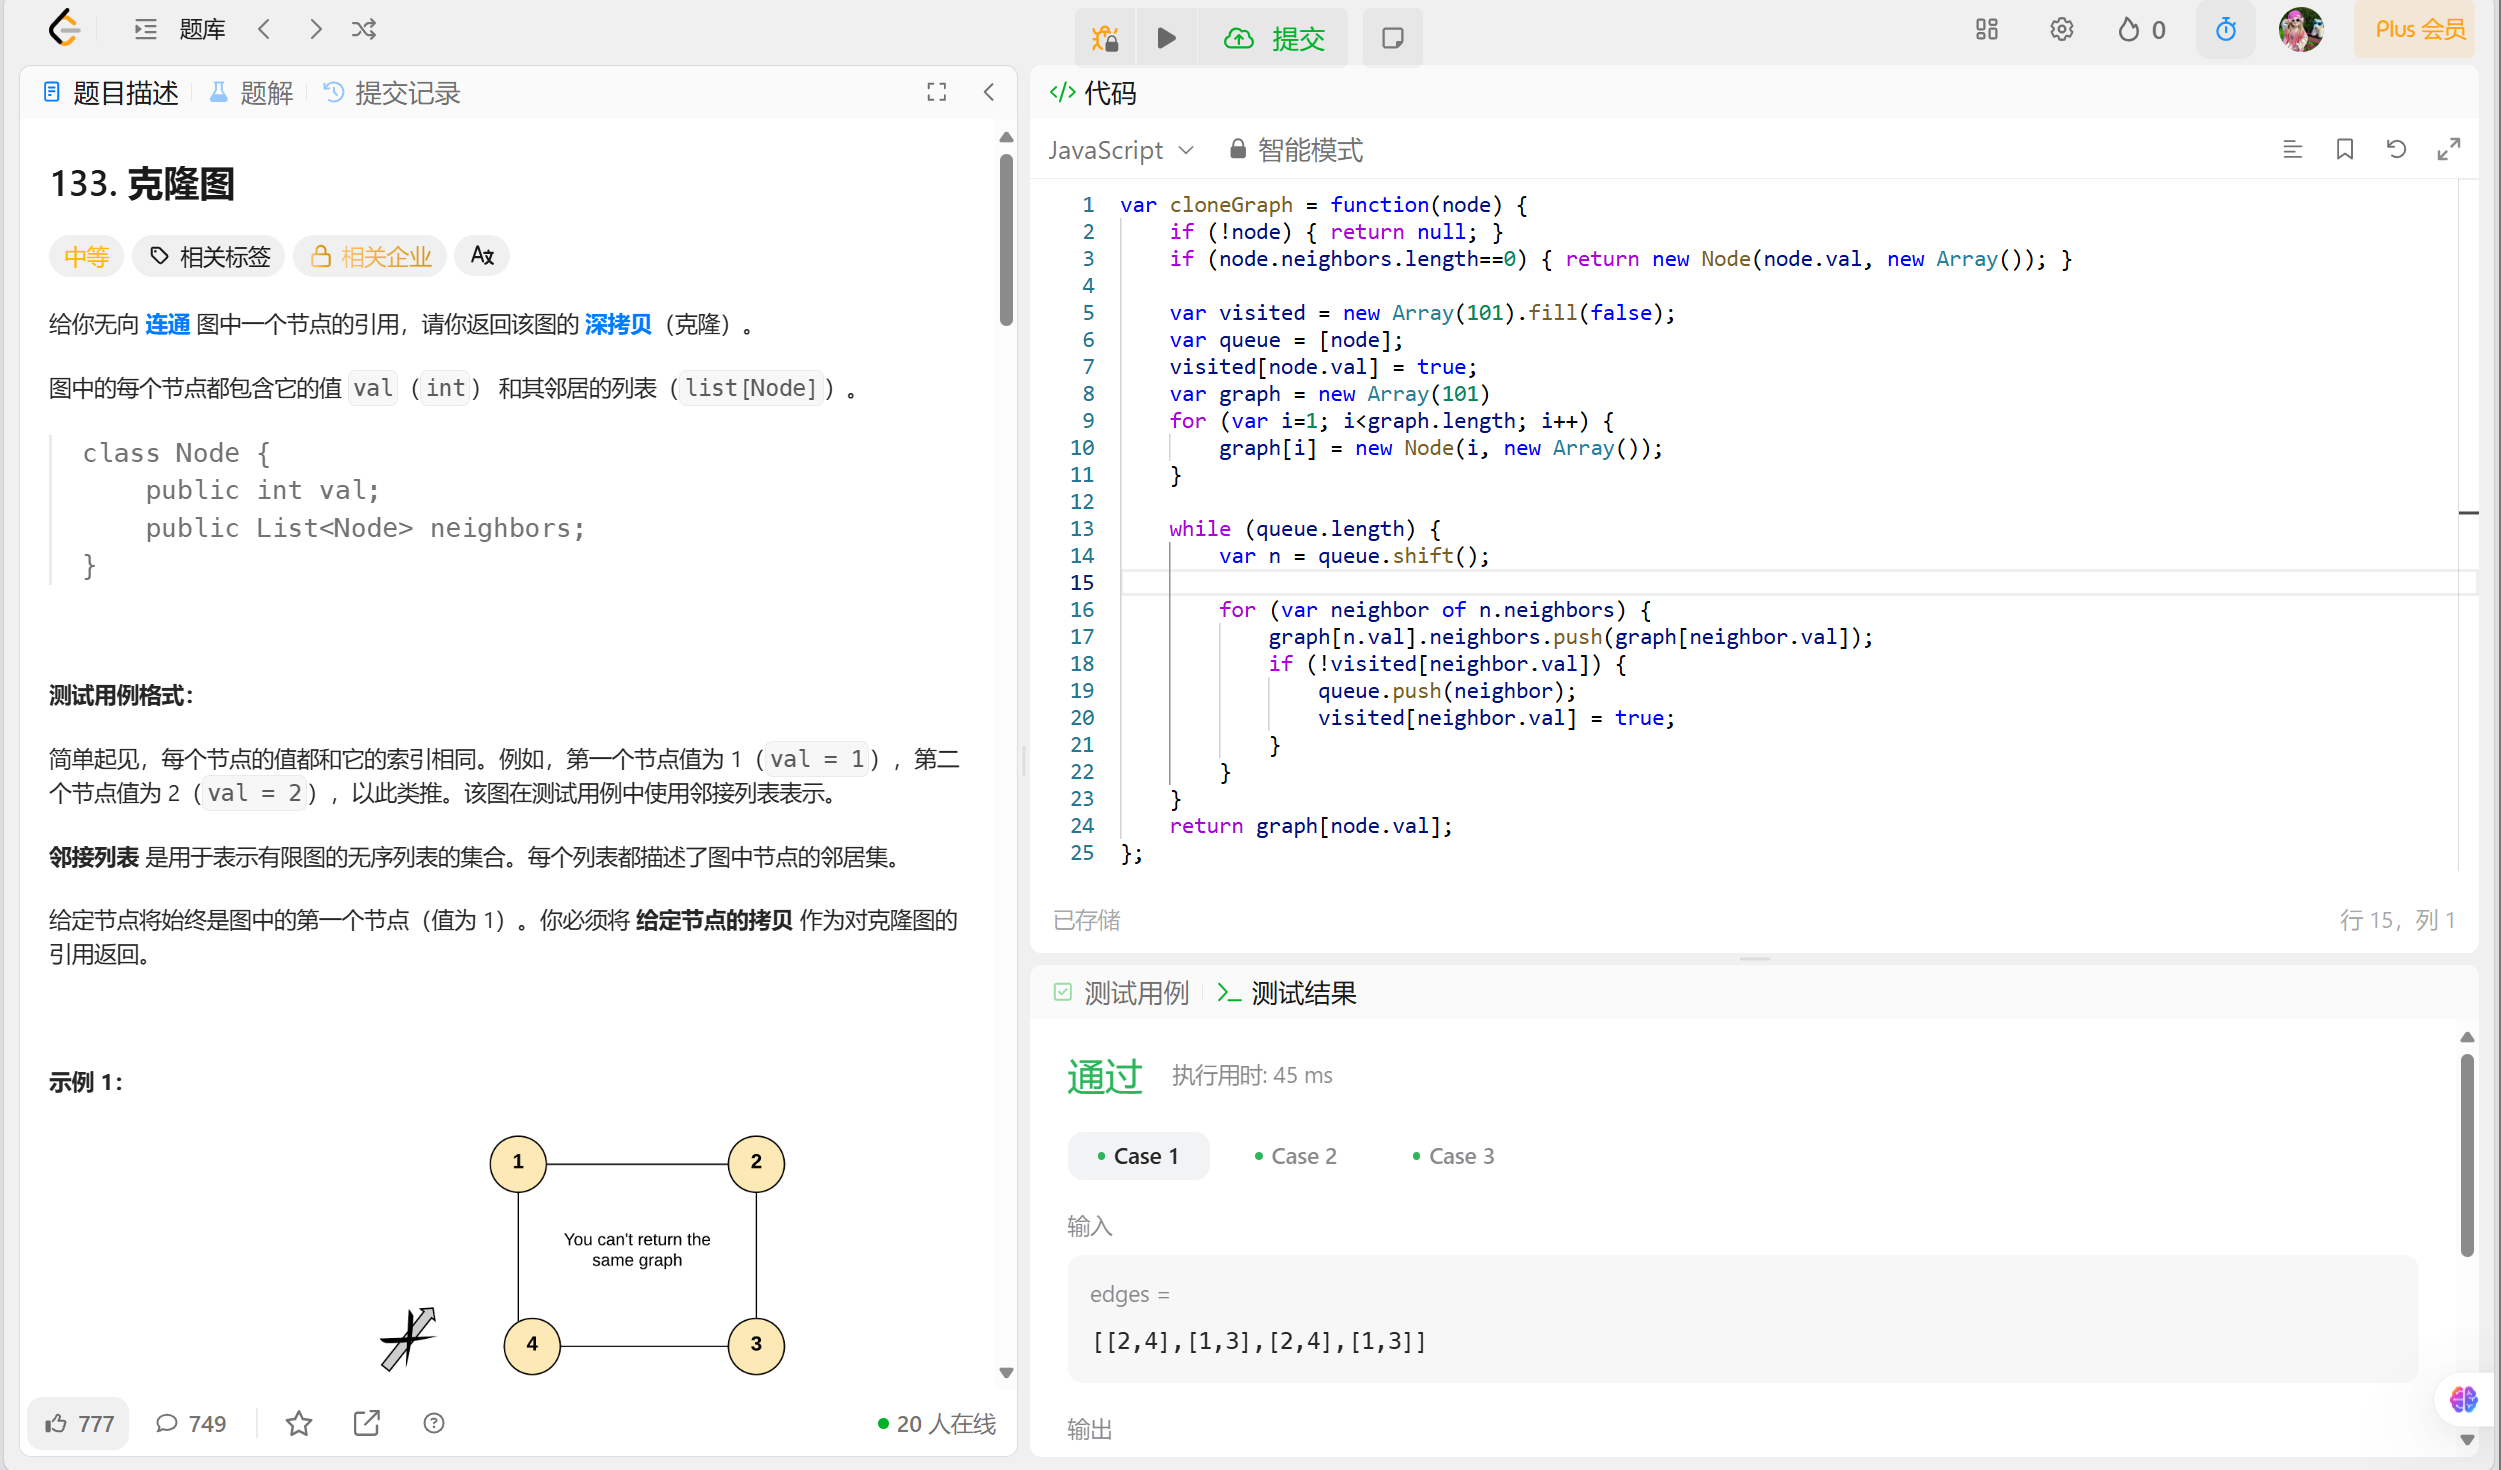 题库
提交
0
Plus 会员
题目描述
题解
提交记录
133. 克隆图
中等
相关标签
相关企业
给你无向 连通 图中一个节点的引用，请你返回该图的 深拷贝（克隆）。
图中的每个节点都包含它的值 val（int） 和其邻居的列表（list[Node]）。
class Node {
    public int val;
    public List<Node> neighbors;
}
测试用例格式：
简单起见，每个节点的值都和它的索引相同。例如，第一个节点值为 1（val = 1），第二
个节点值为 2（val = 2），以此类推。该图在测试用例中使用邻接列表表示。
邻接列表 是用于表示有限图的无序列表的集合。每个列表都描述了图中节点的邻居集。
给定节点将始终是图中的第一个节点（值为 1）。你必须将 给定节点的拷贝 作为对克隆图的
引用返回。
示例 1：
1
2
You can't return the
same graph
4
3
777
749
20 人在线
</> 代码
JavaScript
智能模式
1 var cloneGraph = function(node) {
2     if (!node) { return null; }
3     if (node.neighbors.length==0) { return new Node(node.val, new Array()); }
4
5     var visited = new Array(101).fill(false);
6     var queue = [node];
7     visited[node.val] = true;
8     var graph = new Array(101)
9     for (var i=1; i<graph.length; i++) {
10         graph[i] = new Node(i, new Array());
11     }
12
13     while (queue.length) {
14         var n = queue.shift();
15
16         for (var neighbor of n.neighbors) {
17             graph[n.val].neighbors.push(graph[neighbor.val]);
18             if (!visited[neighbor.val]) {
19                 queue.push(neighbor);
20                 visited[neighbor.val] = true;
21             }
22         }
23     }
24     return graph[node.val];
25 };
已存储
行 15，列 1
测试用例
测试结果
通过
执行用时: 45 ms
Case 1
Case 2
Case 3
输入
edges =
[[2,4],[1,3],[2,4],[1,3]]
输出